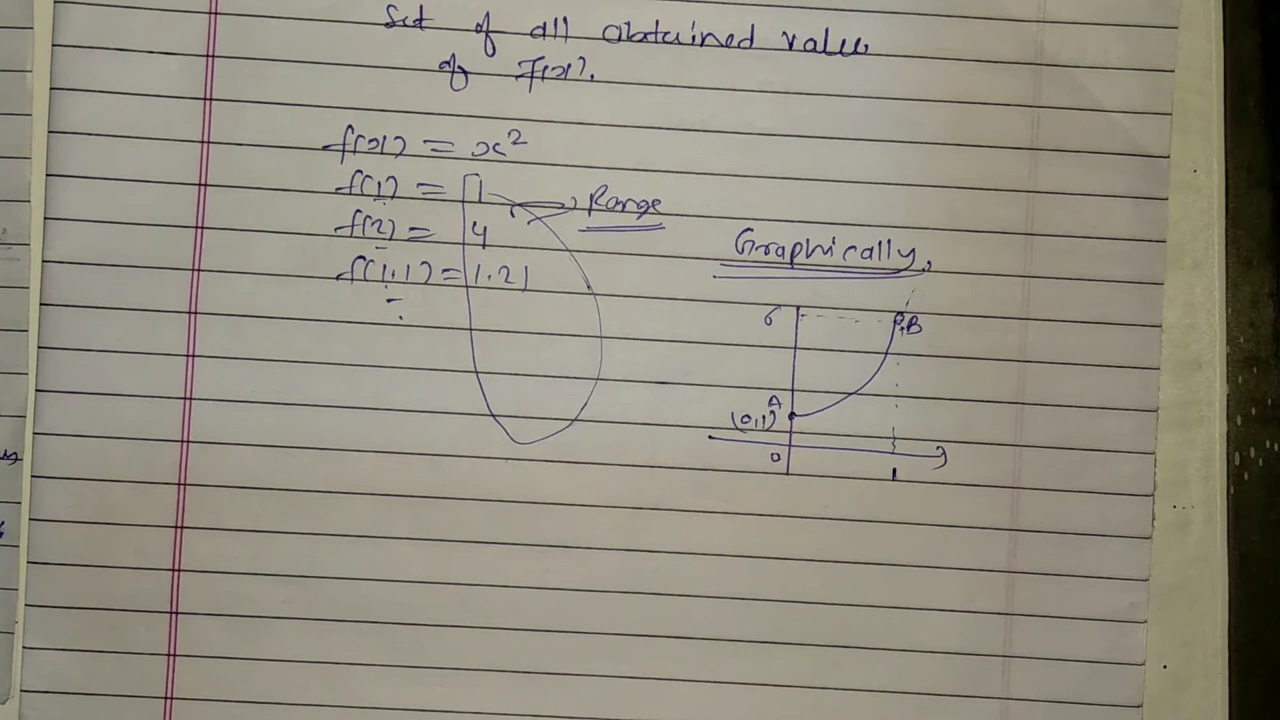 Set of all obtained value
of f(x).
f(x) = x²
f(1) = 1
Range
f(2) = 4
f(1.1) = 1.21
Graphically,
6
B
A
(0,1)
0
1